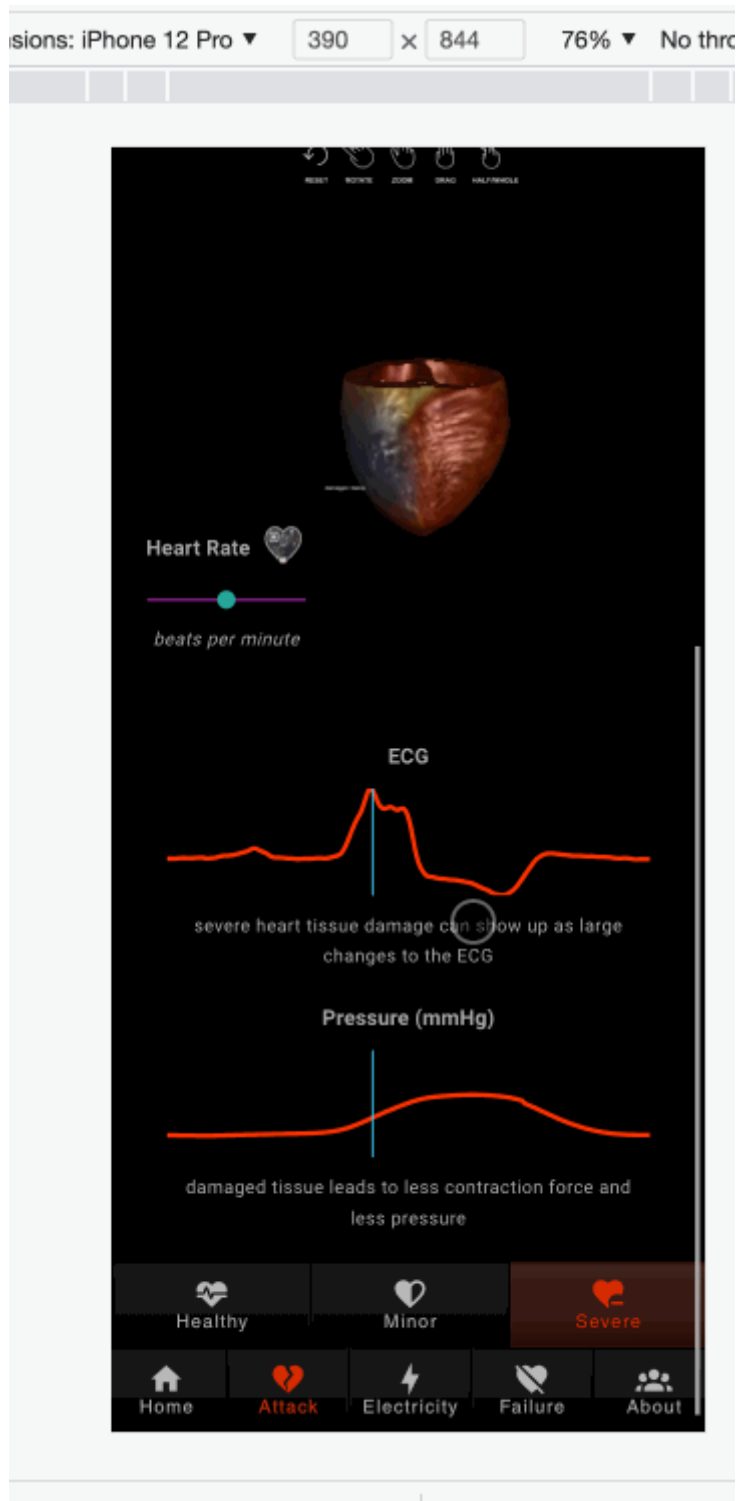 sions: iPhone 12 Pro ▼ 390 × 844 76% ▼ No thro
RESET ROTATE ZOOM DRAG HALF/WHOLE
Heart Rate
beats per minute
ECG
severe heart tissue damage can show up as large
changes to the ECG
Pressure (mmHg)
damaged tissue leads to less contraction force and
less pressure
Healthy Minor Severe
Home Attack Electricity Failure About